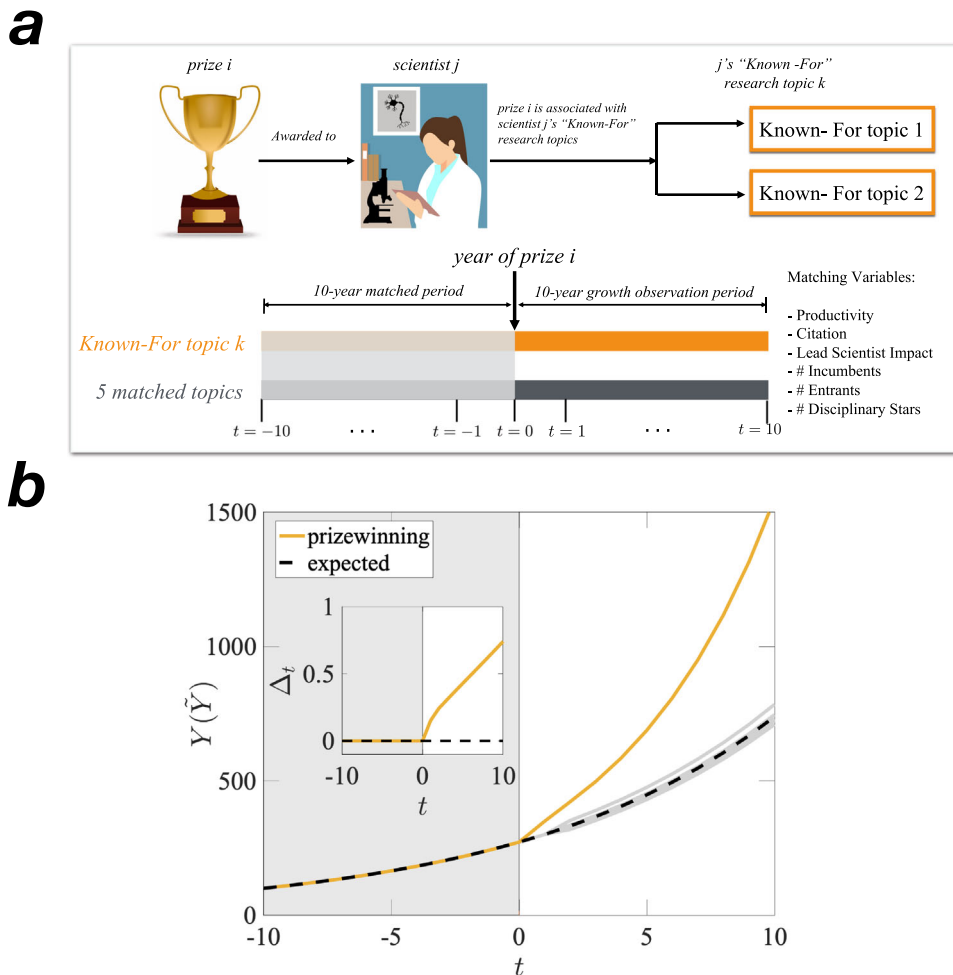 a
prize i
scientist j
j's “Known -For”
research topic k
Awarded to
prize i is associated with
scientist j's “Known-For”
research topics
Known- For topic 1
Known- For topic 2
year of prize i
10-year matched period
10-year growth observation period
Known-For topic k
5 matched topics
t = −10
. . .
t = −1
t = 0
t = 1
. . .
t = 10
Matching Variables:
- Productivity
- Citation
- Lead Scientist Impact
- # Incumbents
- # Entrants
- # Disciplinary Stars
b
1500
1000
500
0
Y(Ỹ)
prizewinning
expected
1
0.5
0
Δt
-10
0
10
t
-10
-5
0
5
10
t